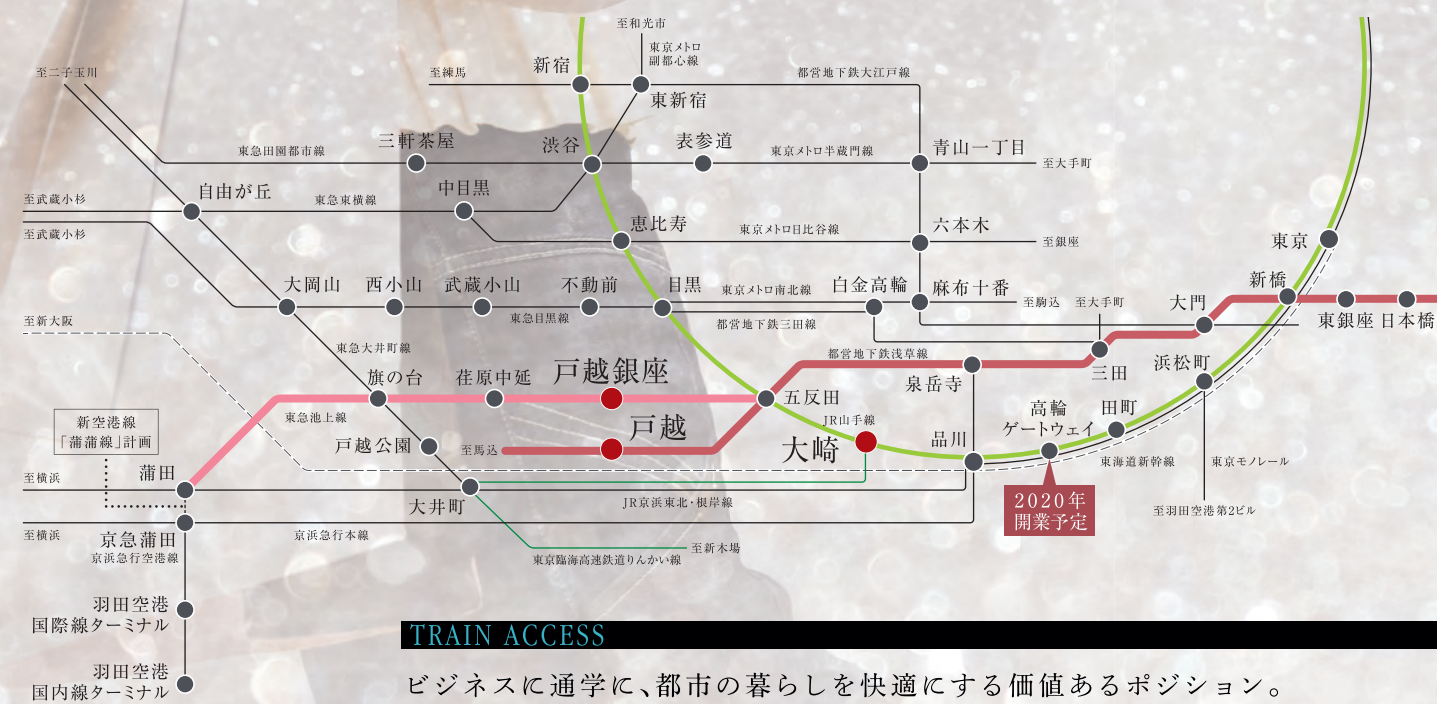 至和光市
東京メトロ
副都心線
至二子玉川
至練馬
新宿
東新宿
都営地下鉄大江戸線
三軒茶屋
渋谷
表参道
東急田園都市線
東京メトロ半蔵門線
青山一丁目
至大手町
自由が丘
中目黒
至武蔵小杉
東急東横線
至武蔵小杉
恵比寿
東京メトロ日比谷線
六本木
至銀座
東京
大岡山
西小山
武蔵小山
不動前
目黒
東京メトロ南北線
白金高輪
麻布十番
至駒込
至大手町
新橋
大門
東急目黒線
都営地下鉄三田線
至新大阪
東銀座
日本橋
東急大井町線
都営地下鉄浅草線
旗の台
荏原中延
戸越銀座
泉岳寺
三田
浜松町
五反田
東急池上線
新空港線
「蒲蒲線」計画
JR山手線
高輪
ゲートウェイ
田町
戸越公園
至馬込
戸越
大崎
品川
東海道新幹線
東京モノレール
蒲田
至横浜
大井町
JR京浜東北・根岸線
2020年
開業予定
至羽田空港第2ビル
至横浜
京急蒲田
京浜急行空港線
京浜急行本線
至新木場
東京臨海高速鉄道りんかい線
羽田空港
国際線ターミナル
羽田空港
国内線ターミナル
TRAIN ACCESS
ビジネスに通学に、都市の暮らしを快適にする価値あるポジション。